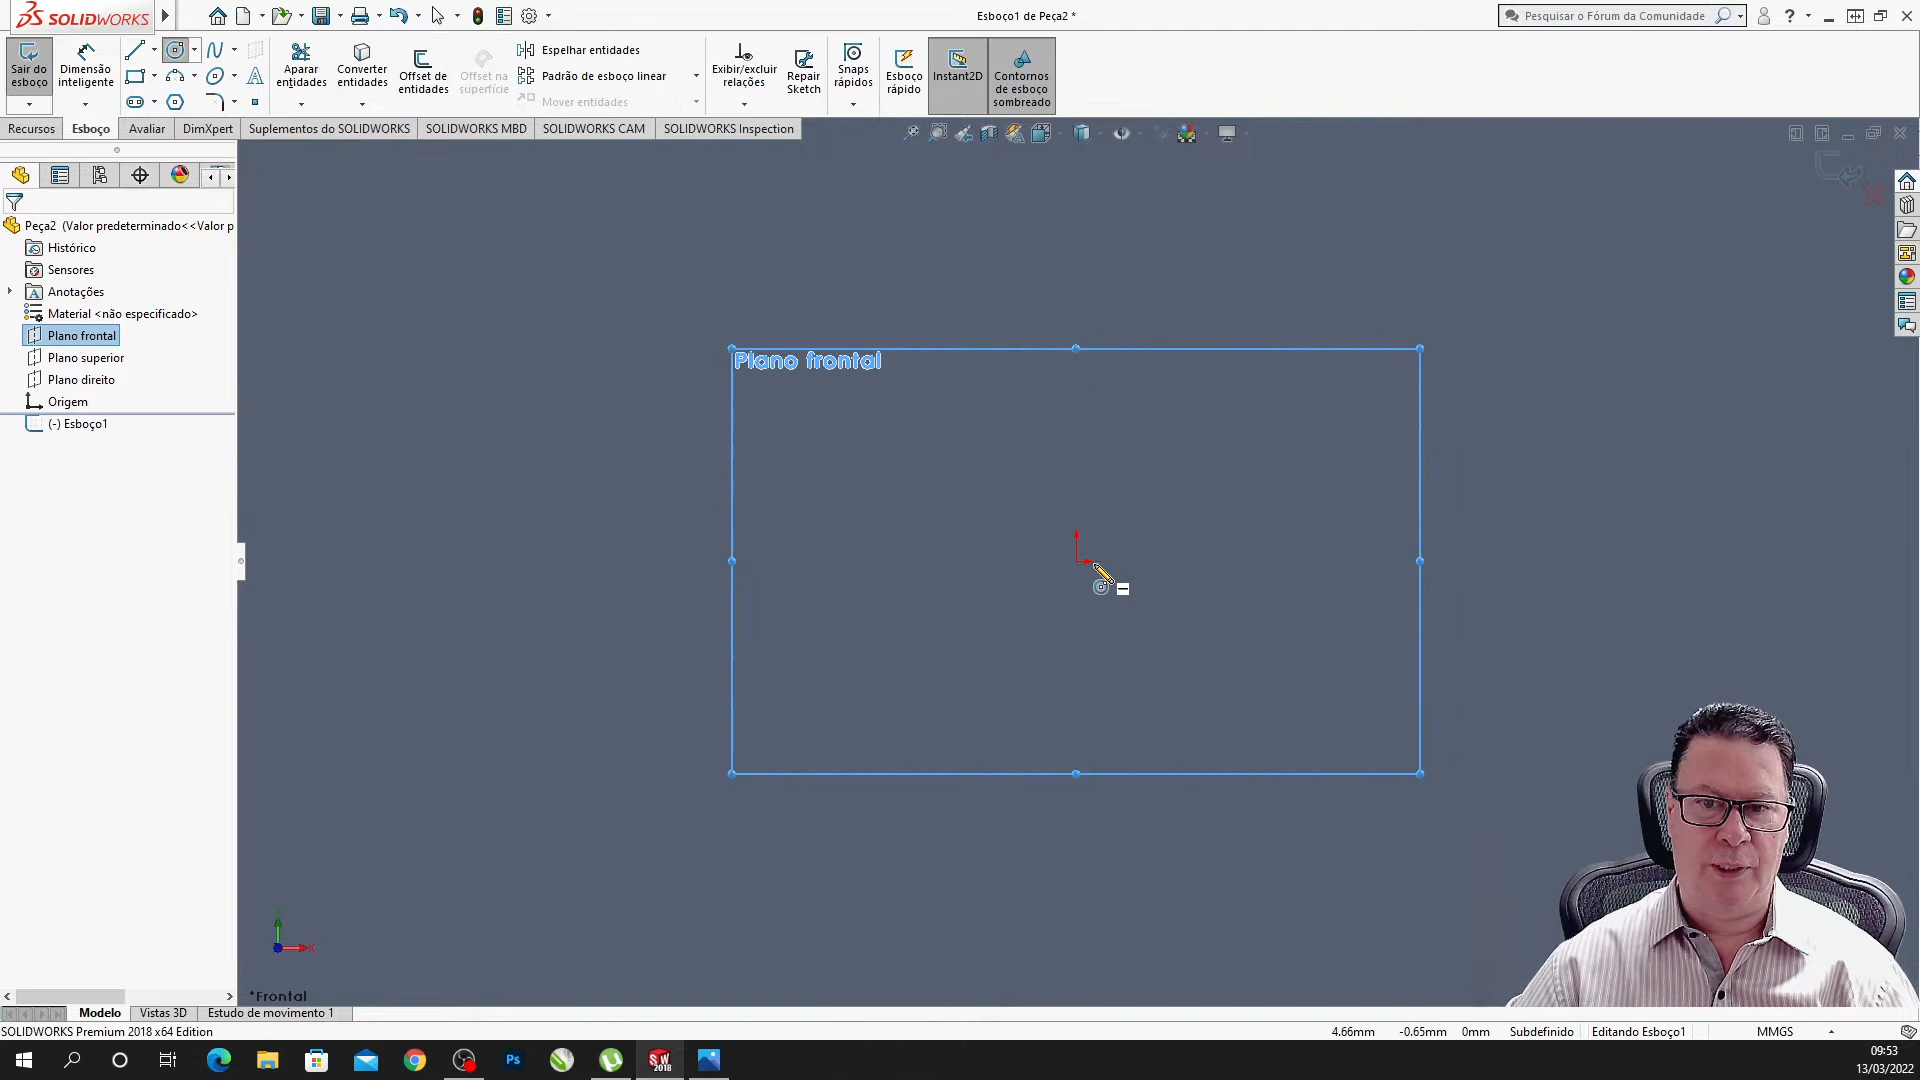 SOLIDWORKS
Esboço1 de Peça2 *
Pesquisar o Fórum da Comunidade
?
Sair do esboço
Dimensão inteligente
Aparar entidades
Converter entidades
Offset de entidades
Offset na superfície
Espelhar entidades
Padrão de esboço linear
Mover entidades
Exibir/excluir relações
Repair Sketch
Snaps rápidos
Esboço rápido
Instant2D
Contornos de esboço sombreado
Recursos
Esboço
Avaliar
DimXpert
Suplementos do SOLIDWORKS
SOLIDWORKS MBD
SOLIDWORKS CAM
SOLIDWORKS Inspection
Peça2 (Valor predeterminado<<Valor p
Histórico
Sensores
Anotações
Material <não especificado>
Plano frontal
Plano superior
Plano direito
Origem
(-) Esboço1
Plano frontal
X
*Frontal
Modelo
Vistas 3D
Estudo de movimento 1
SOLIDWORKS Premium 2018 x64 Edition
4.66mm
-0.65mm
0mm
Subdefinido
Editando Esboço1
MMGS
Ps
SW
2018
09:53
13/03/2022